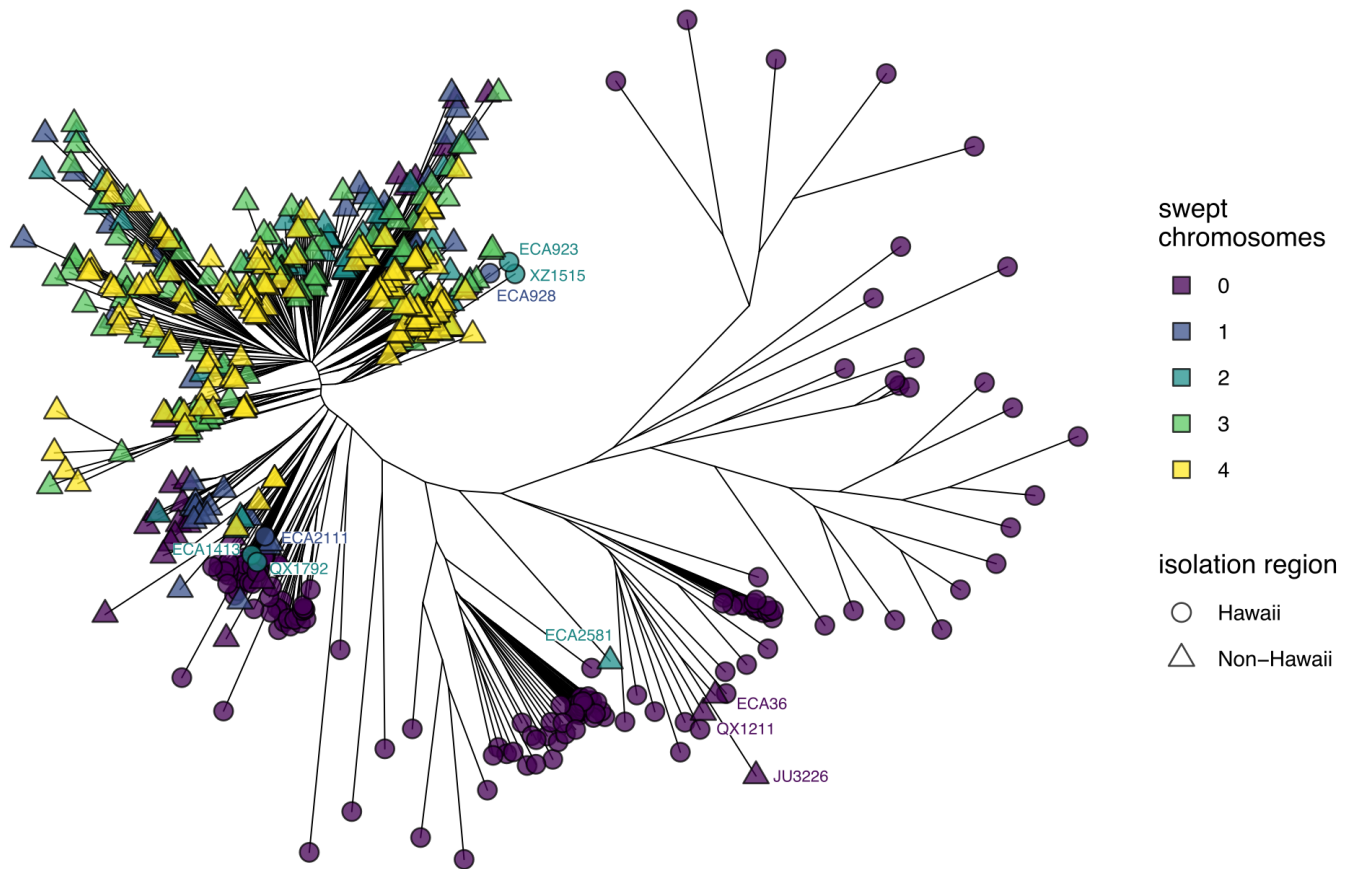 ECA923
XZ1515
ECA928
ECA2111
ECA1413
QX1792
ECA2581
ECA36
QX1211
JU3226
swept
chromosomes
0
1
2
3
4
isolation region
Hawaii
Non−Hawaii